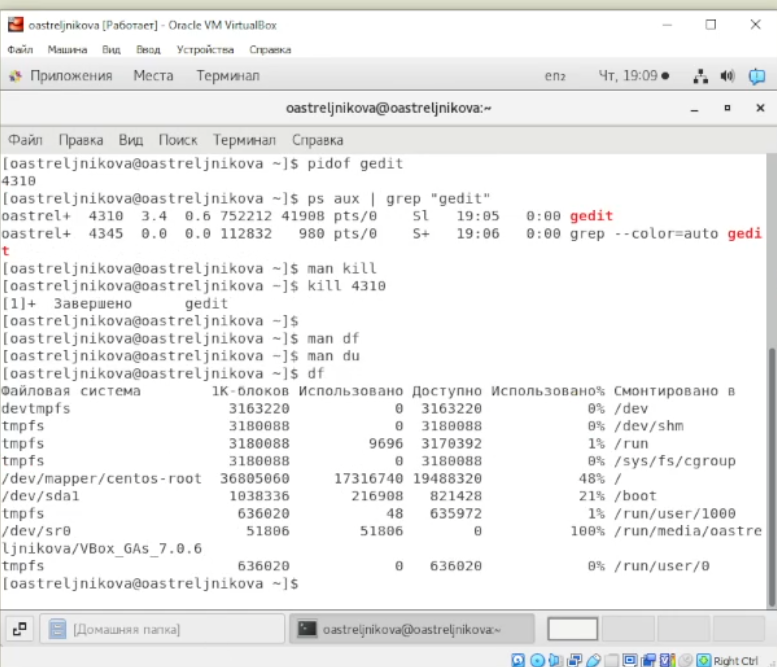 oastreljnikova [Работает] - Oracle VM VirtualBox
Файл Машина Вид Ввод Устройства Справка
Приложения Места Терминал en₂ Чт, 19:09
oastreljnikova@oastreljnikova:~
Файл Правка Вид Поиск Терминал Справка
[oastreljnikova@oastreljnikova ~]$ pidof gedit
4310
[oastreljnikova@oastreljnikova ~]$ ps aux | grep "gedit"
oastrel+ 4310 3.4 0.6 752212 41908 pts/0 Sl 19:05 0:00 gedit
oastrel+ 4345 0.0 0.0 112832 980 pts/0 S+ 19:06 0:00 grep --color=auto gedi
t
[oastreljnikova@oastreljnikova ~]$ man kill
[oastreljnikova@oastreljnikova ~]$ kill 4310
[1]+ Завершено gedit
[oastreljnikova@oastreljnikova ~]$
[oastreljnikova@oastreljnikova ~]$ man df
[oastreljnikova@oastreljnikova ~]$ man du
[oastreljnikova@oastreljnikova ~]$ df
Файловая система 1K-блоков Использовано Доступно Использовано% Cмонтировано в
devtmpfs 3163220 0 3163220 0% /dev
tmpfs 3180088 0 3180088 0% /dev/shm
tmpfs 3180088 9696 3170392 1% /run
tmpfs 3180088 0 3180088 0% /sys/fs/cgroup
/dev/mapper/centos-root 36805060 17316740 19488320 48% /
/dev/sda1 1038336 216908 821428 21% /boot
tmpfs 636020 48 635972 1% /run/user/1000
/dev/sr0 51806 51806 0 100% /run/media/oastre
ljnikova/VBox_GAs_7.0.6
tmpfs 636020 0 636020 0% /run/user/0
[oastreljnikova@oastreljnikova ~]$
[Домашняя папка] oastreljnikova@oastreljnikova:~
Right Ctrl